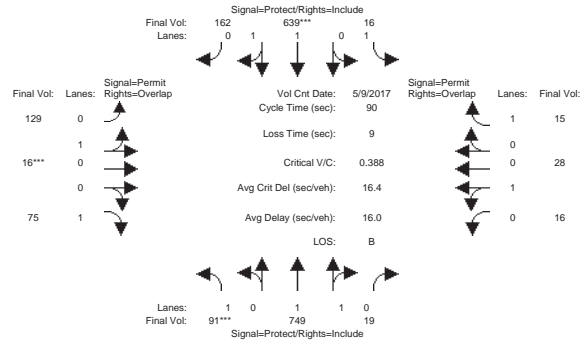 Signal=Protect/Rights=Include
Final Vol: 162 639*** 16
Lanes: 0 1 1 0 1
Signal=Permit Signal=Permit
Final Vol: Lanes: Rights=Overlap Vol Cnt Date: 5/9/2017 Rights=Overlap Lanes: Final Vol:
Cycle Time (sec): 90
129 0 1 15
Loss Time (sec): 9
1 0
16*** 0 Critical V/C: 0.388 0 28
0 Avg Crit Del (sec/veh): 16.4 1
75 1 Avg Delay (sec/veh): 16.0 0 16
LOS: B
Lanes: 1 0 1 1 0
Final Vol: 91*** 749 19
Signal=Protect/Rights=Include